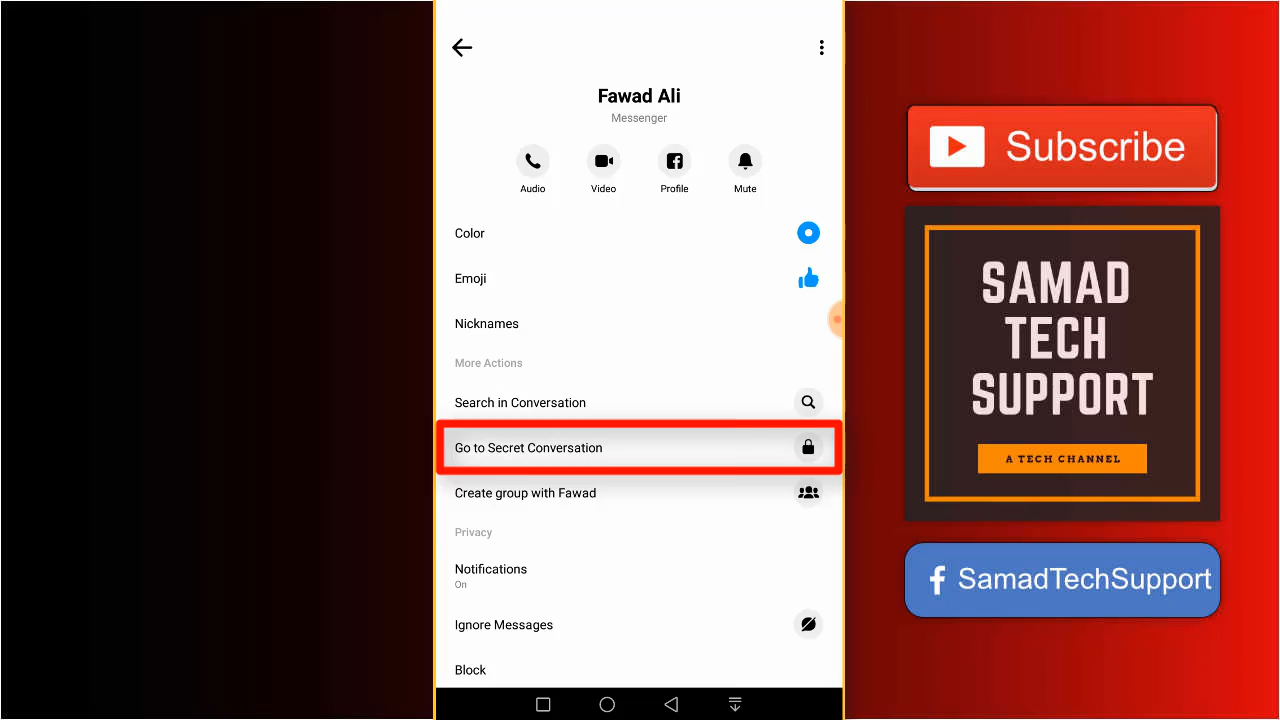 Fawad Ali
Messenger
Audio
Video
Profile
Mute
Color
Emoji
Nicknames
More Actions
Search in Conversation
Go to Secret Conversation
Create group with Fawad
Privacy
Notifications
On
Ignore Messages
Block
Subscribe
SAMAD
TECH
SUPPORT
A TECH CHANNEL
SamadTechSupport